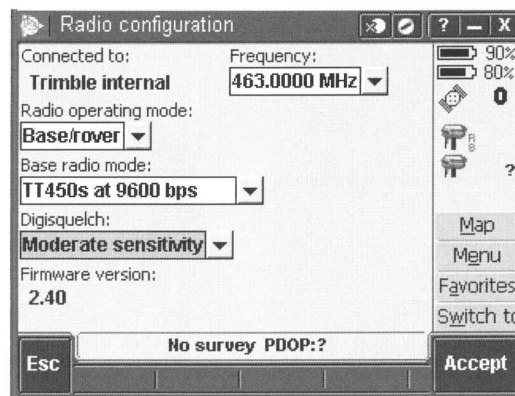 Radio configuration
? – X
Connected to:
Trimble internal
Frequency:
463.0000 MHz
Radio operating mode:
Base/rover
Base radio mode:
TT450s at 9600 bps
Digisquelch:
Moderate sensitivity
Firmware version:
2.40
90%
80%
0
R
B
?
Map
Menu
Favorites
Switch to
No survey PDOP:?
Esc
Accept